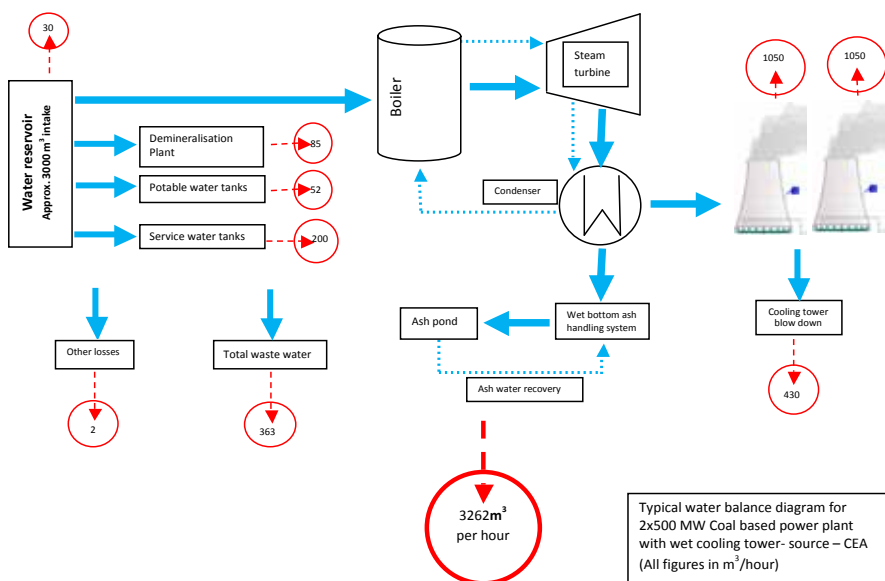 30
Water reservoir
Approx. 3000 m³ intake
Demineralisation
Plant
85
Potable water tanks
52
Service water tanks
200
Other losses
2
Total waste water
363
Boiler
Steam
turbine
Condenser
1050
1050
Ash pond
Wet bottom ash
handling system
Ash water recovery
Cooling tower
blow down
430
3262m³
per hour
Typical water balance diagram for
2x500 MW Coal based power plant
with wet cooling tower- source – CEA
(All figures in m³/hour)